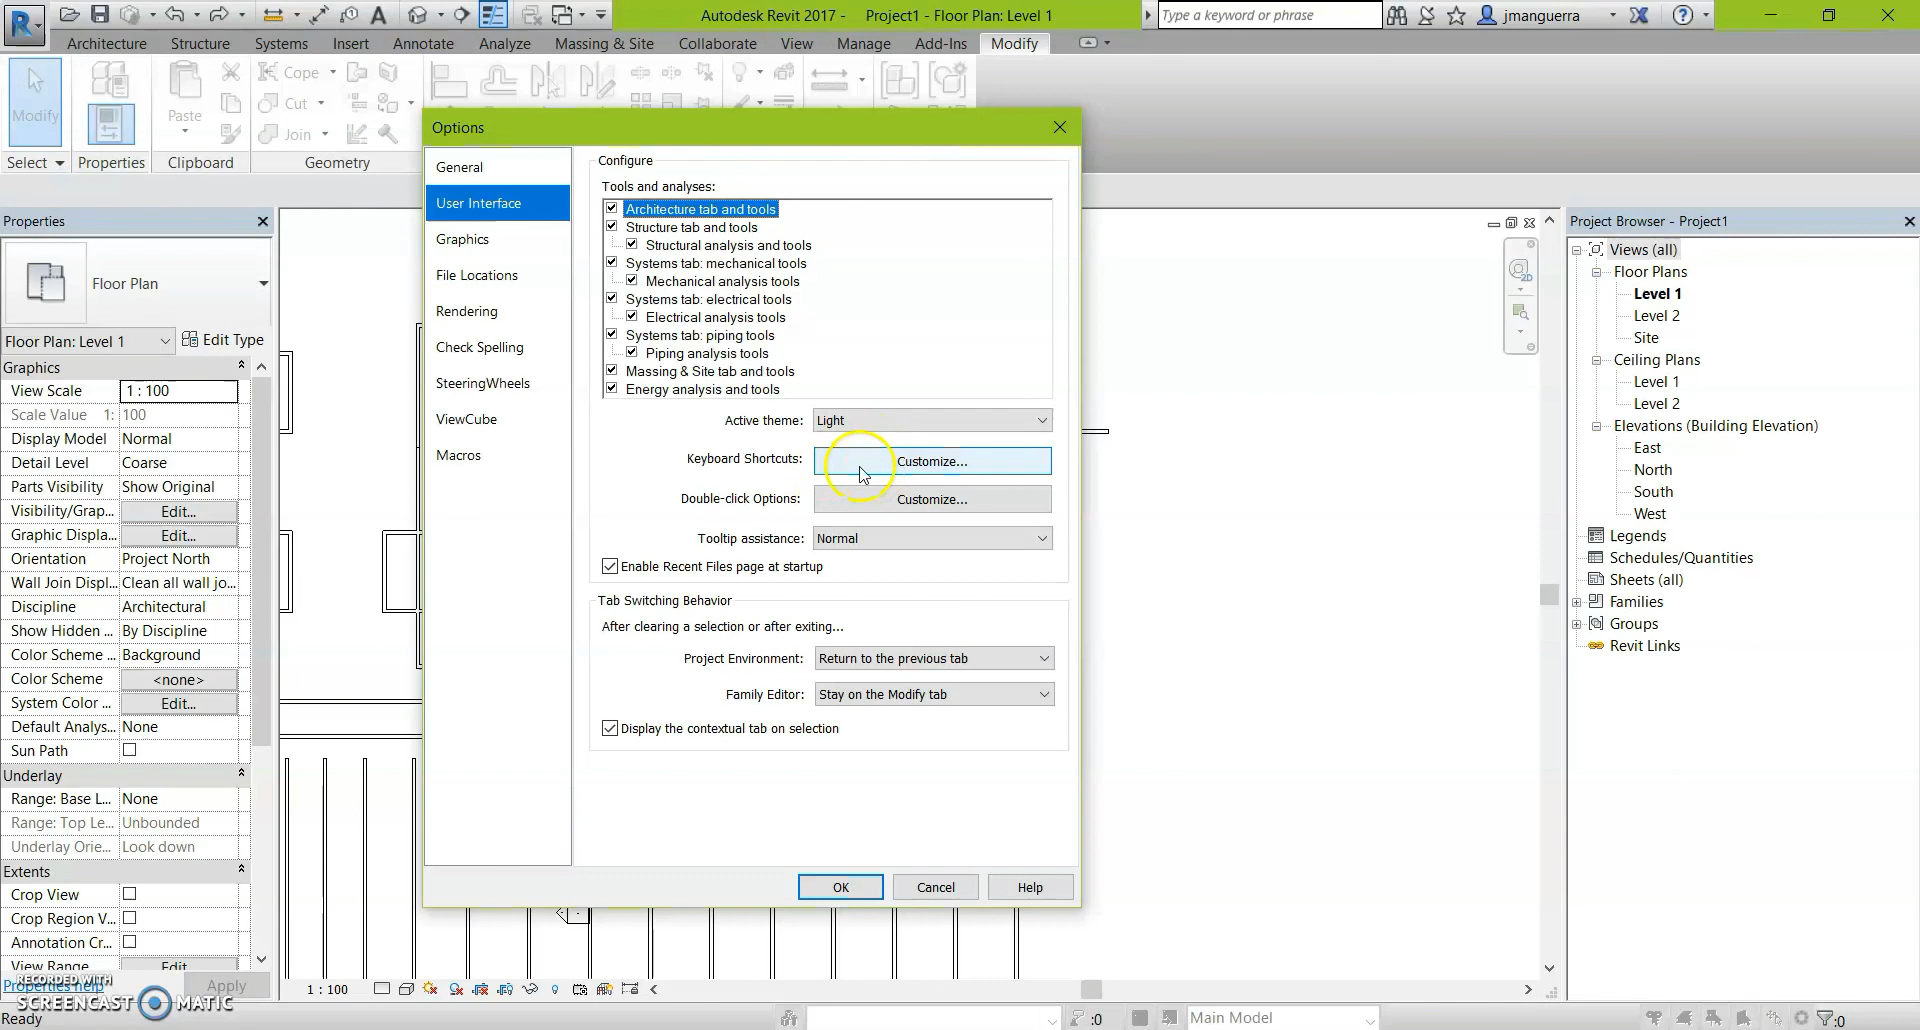 Autodesk Revit 2017 - Project1 - Floor Plan: Level 1
Type a keyword or phrase
jmanguerra
Architecture Structure Systems Insert Annotate Analyze Massing & Site Collaborate View Manage Add-Ins Modify
Modify
Paste
Cope
Cut
Join
Select Properties Clipboard Geometry
Options
General
User Interface
Graphics
File Locations
Rendering
Check Spelling
SteeringWheels
ViewCube
Macros
Configure
Tools and analyses:
Architecture tab and tools
Structure tab and tools
Structural analysis and tools
Systems tab: mechanical tools
Mechanical analysis tools
Systems tab: electrical tools
Electrical analysis tools
Systems tab: piping tools
Piping analysis tools
Massing & Site tab and tools
Energy analysis and tools
Active theme: Light
Keyboard Shortcuts: Customize...
Double-click Options: Customize...
Tooltip assistance: Normal
Enable Recent Files page at startup
Tab Switching Behavior
After clearing a selection or after exiting...
Project Environment: Return to the previous tab
Family Editor: Stay on the Modify tab
Display the contextual tab on selection
OK Cancel Help
Properties
Floor Plan
Floor Plan: Level 1 Edit Type
Graphics
View Scale 1 : 100
Scale Value 1: 100
Display Model Normal
Detail Level Coarse
Parts Visibility Show Original
Visibility/Grap... Edit...
Graphic Displa... Edit...
Orientation Project North
Wall Join Displ... Clean all wall jo...
Discipline Architectural
Show Hidden ... By Discipline
Color Scheme ... Background
Color Scheme <none>
System Color ... Edit...
Default Analys... None
Sun Path
Underlay
Range: Base L... None
Range: Top Le... Unbounded
Underlay Orie... Look down
Extents
Crop View
Crop Region V...
Annotation Cr...
View Range Edit...
Properties help Apply
RECORDED WITH
SCREENCAST MATIC
Ready
1 : 100
:0
Main Model
:0
2D
Project Browser - Project1
Views (all)
Floor Plans
Level 1
Level 2
Site
Ceiling Plans
Level 1
Level 2
Elevations (Building Elevation)
East
North
South
West
Legends
Schedules/Quantities
Sheets (all)
Families
Groups
Revit Links